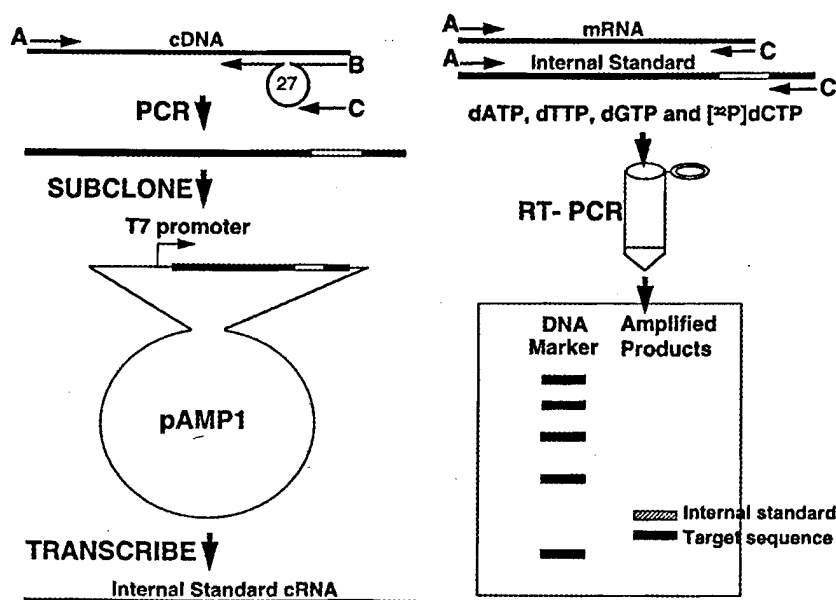 A
cDNA
B
27
C
PCR
SUBCLONE
T7 promoter
pAMP1
TRANSCRIBE
Internal Standard cRNA
A
mRNA
C
A
Internal Standard
C
dATP, dTTP, dGTP and [³²P]dCTP
RT- PCR
DNA
Marker
Amplified
Products
Internal standard
Target sequence